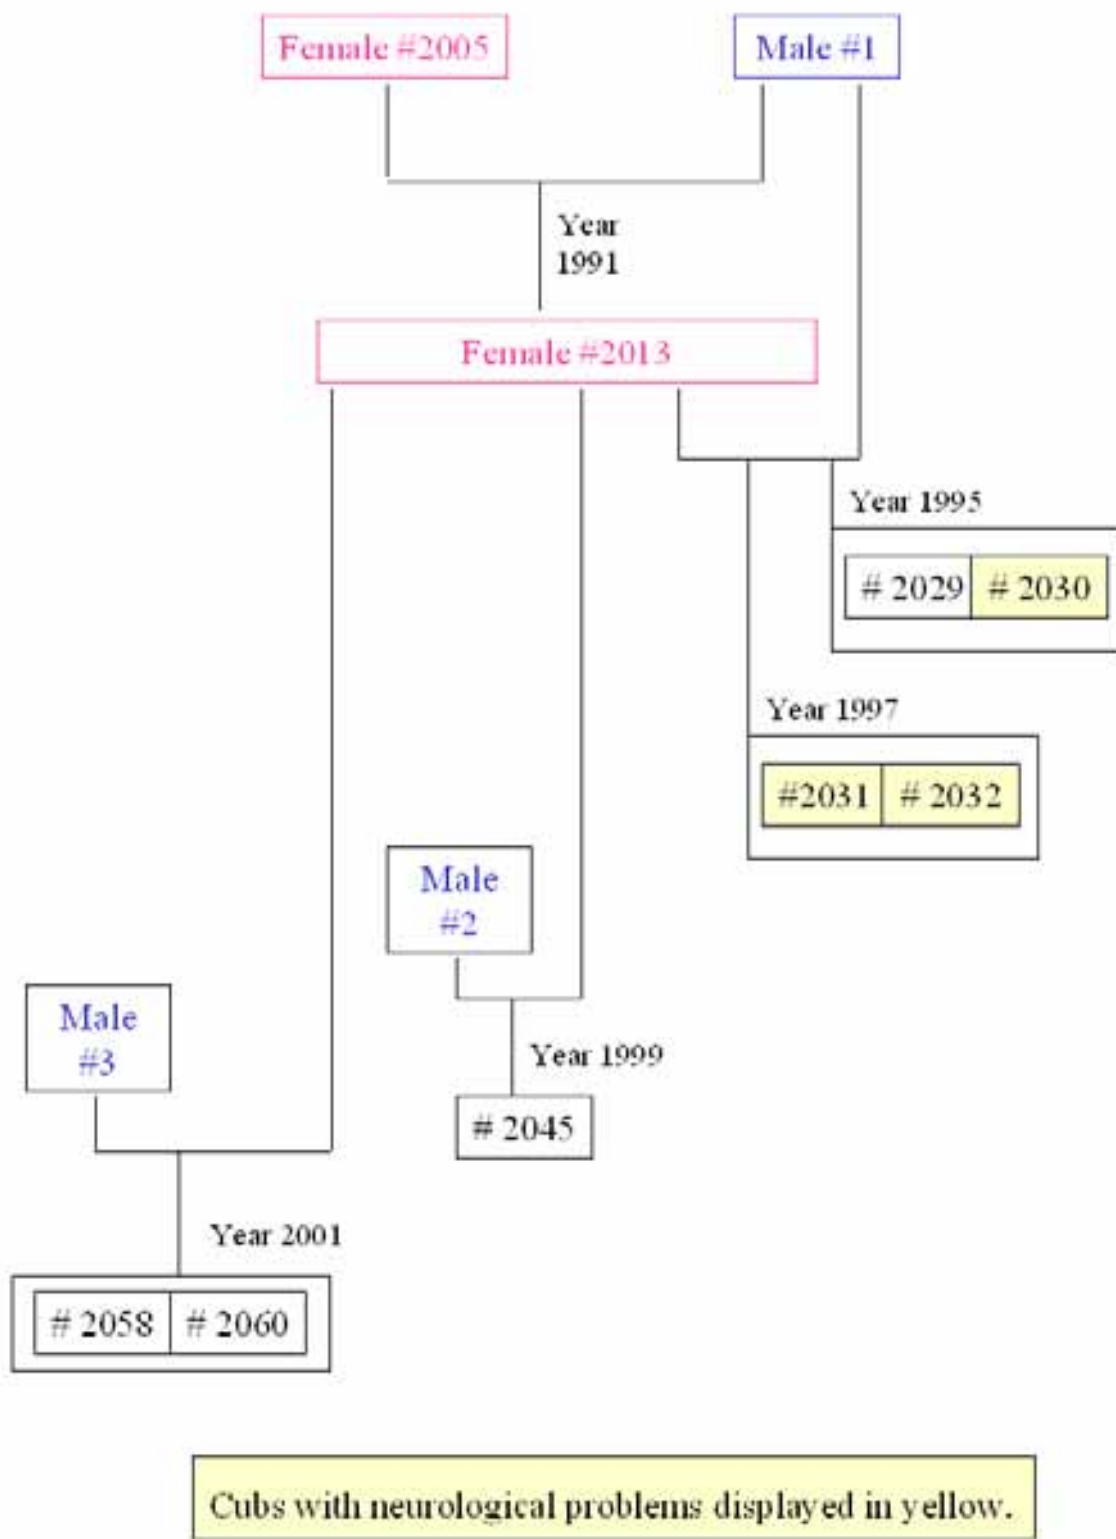 Female #2005
Male #1
Year
1991
Female #2013
Year 1995
# 2029
# 2030
Year 1997
#2031
# 2032
Male
#2
Male
#3
Year 1999
# 2045
Year 2001
# 2058
# 2060
Cubs with neurological problems displayed in yellow.